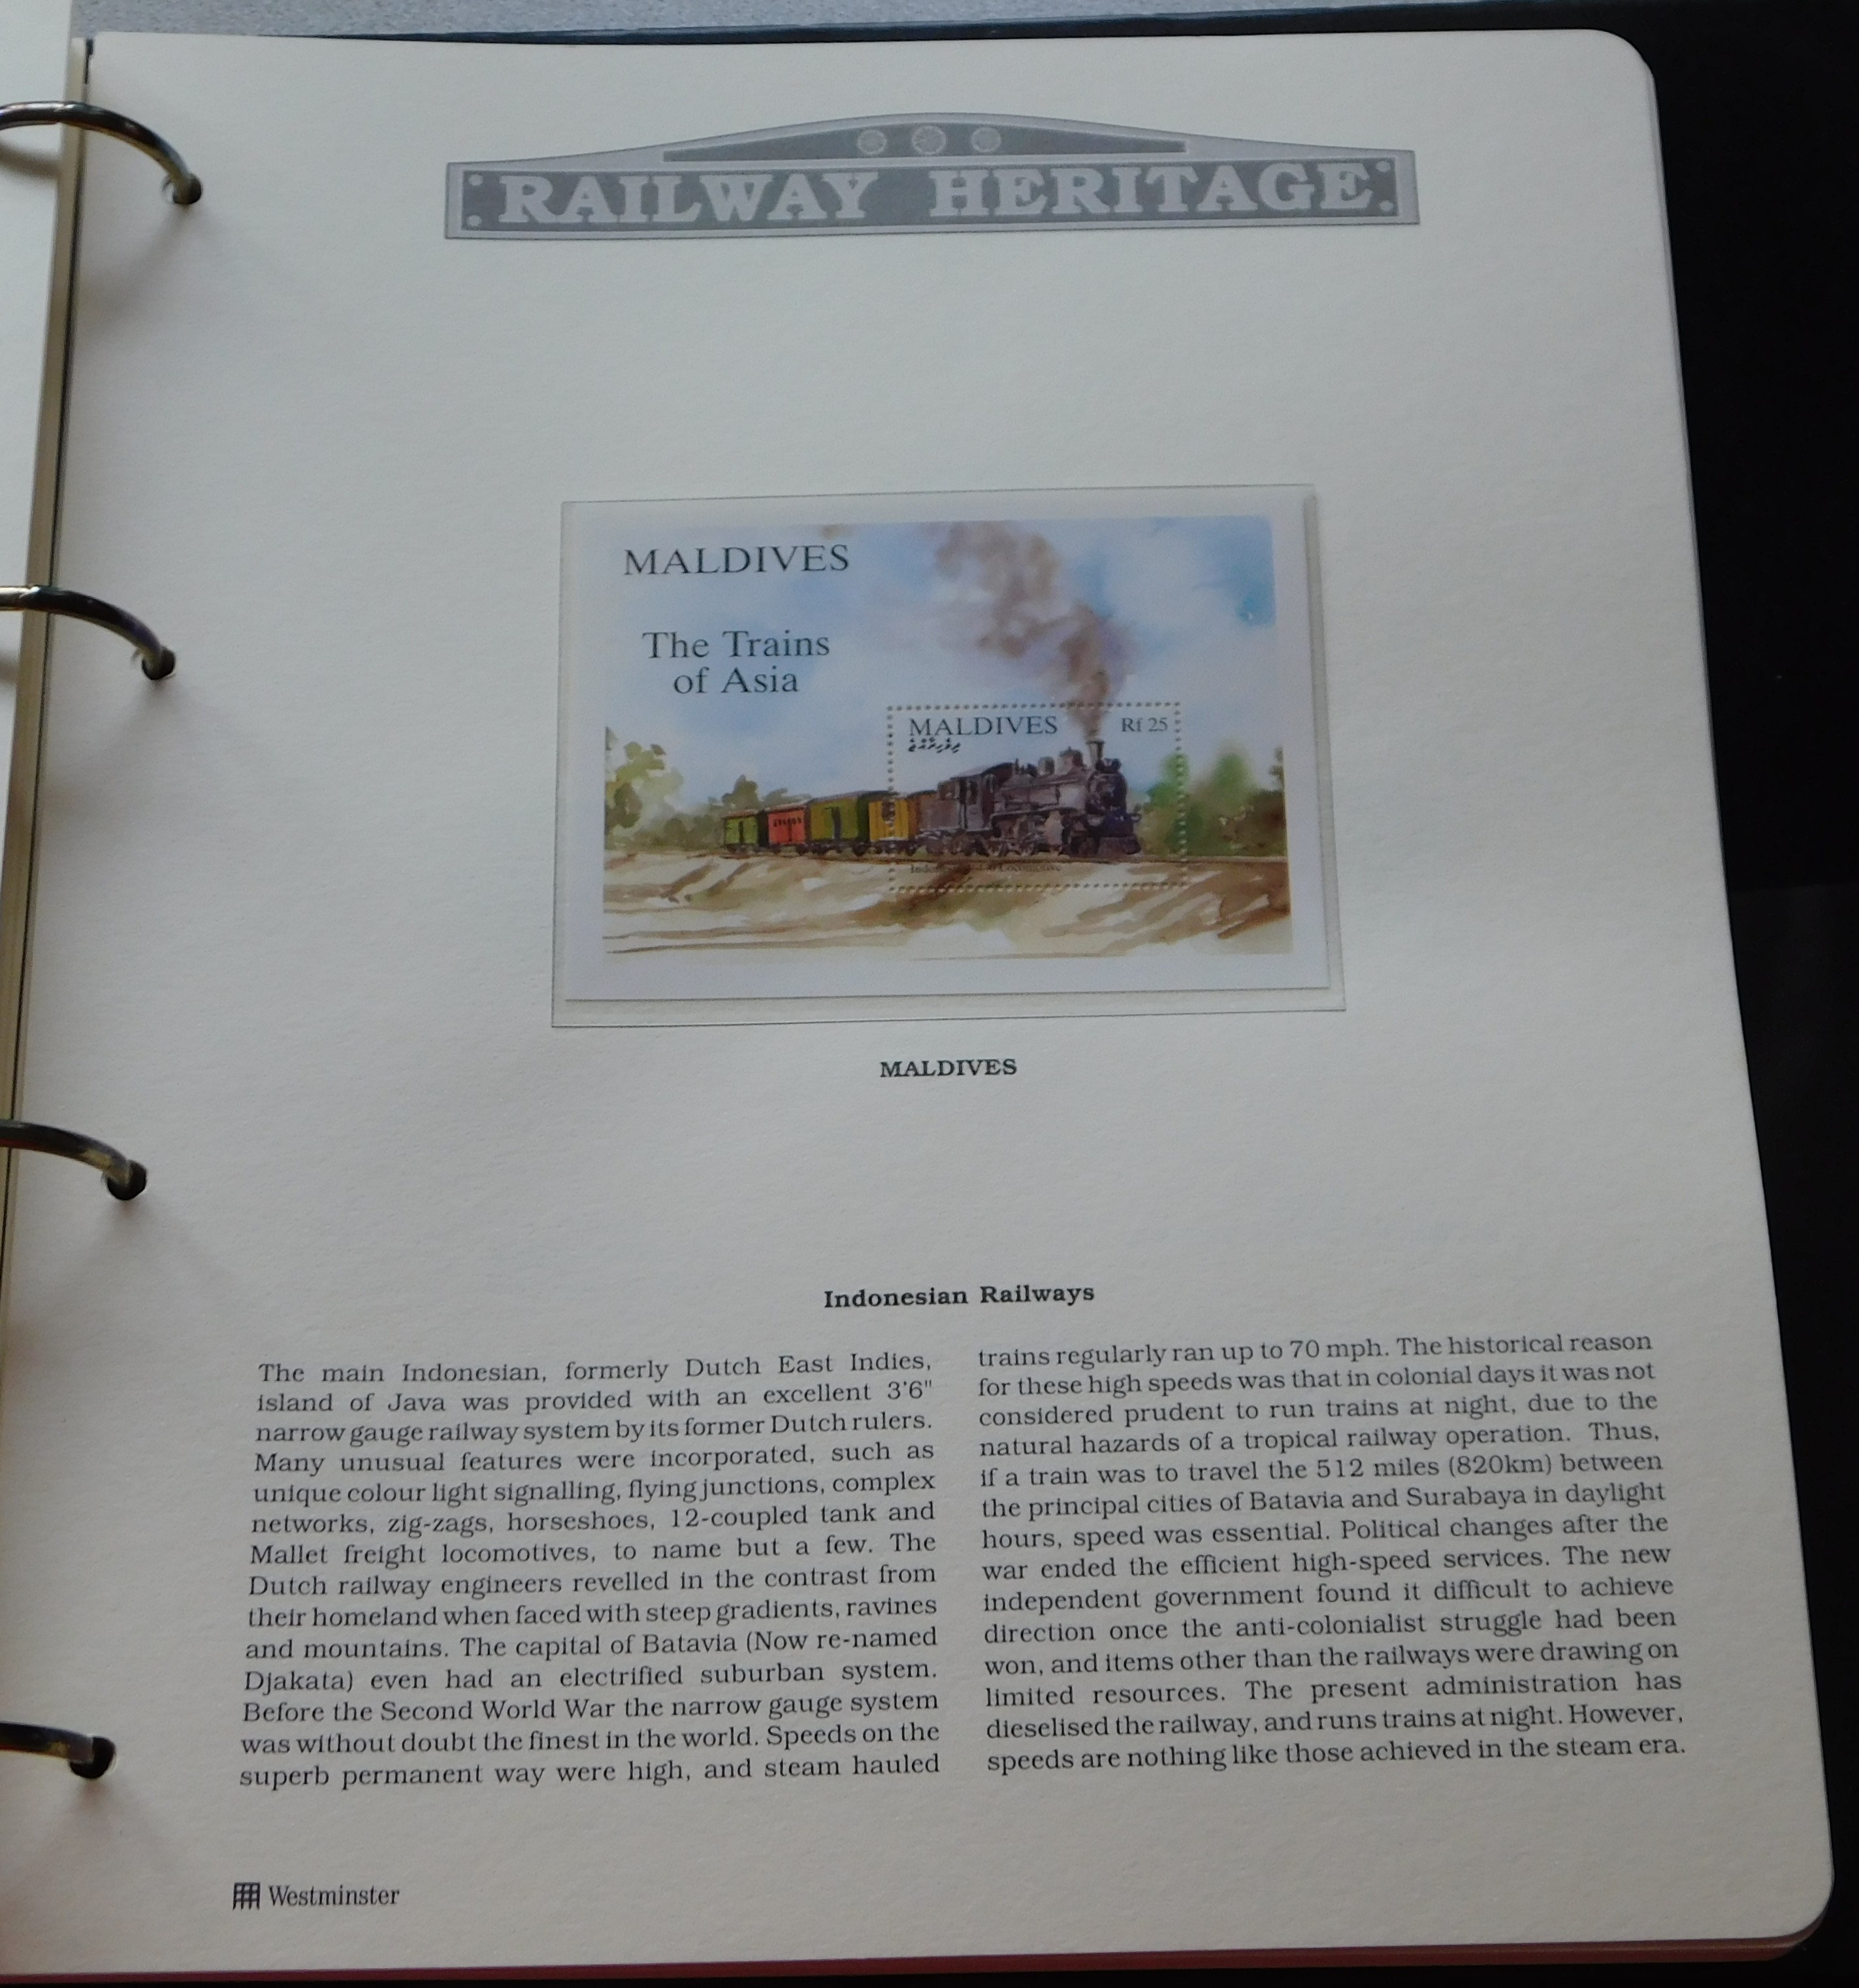 RAILWAY HERITAGE
MALDIVES
The Trains
of Asia
MALDIVES Rf 25
ދިވެހިރާއްޖެ
Locomotive
MALDIVES
Indonesian Railways
The main Indonesian, formerly Dutch East Indies,
island of Java was provided with an excellent 3'6"
narrow gauge railway system by its former Dutch rulers.
Many unusual features were incorporated, such as
unique colour light signalling, flying junctions, complex
networks, zig-zags, horseshoes, 12-coupled tank and
Mallet freight locomotives, to name but a few. The
Dutch railway engineers revelled in the contrast from
their homeland when faced with steep gradients, ravines
and mountains. The capital of Batavia (Now re-named
Djakata) even had an electrified suburban system.
Before the Second World War the narrow gauge system
was without doubt the finest in the world. Speeds on the
superb permanent way were high, and steam hauled
trains regularly ran up to 70 mph. The historical reason
for these high speeds was that in colonial days it was not
considered prudent to run trains at night, due to the
natural hazards of a tropical railway operation. Thus,
if a train was to travel the 512 miles (820km) between
the principal cities of Batavia and Surabaya in daylight
hours, speed was essential. Political changes after the
war ended the efficient high-speed services. The new
independent government found it difficult to achieve
direction once the anti-colonialist struggle had been
won, and items other than the railways were drawing on
limited resources. The present administration has
dieselised the railway, and runs trains at night. However,
speeds are nothing like those achieved in the steam era.
Westminster